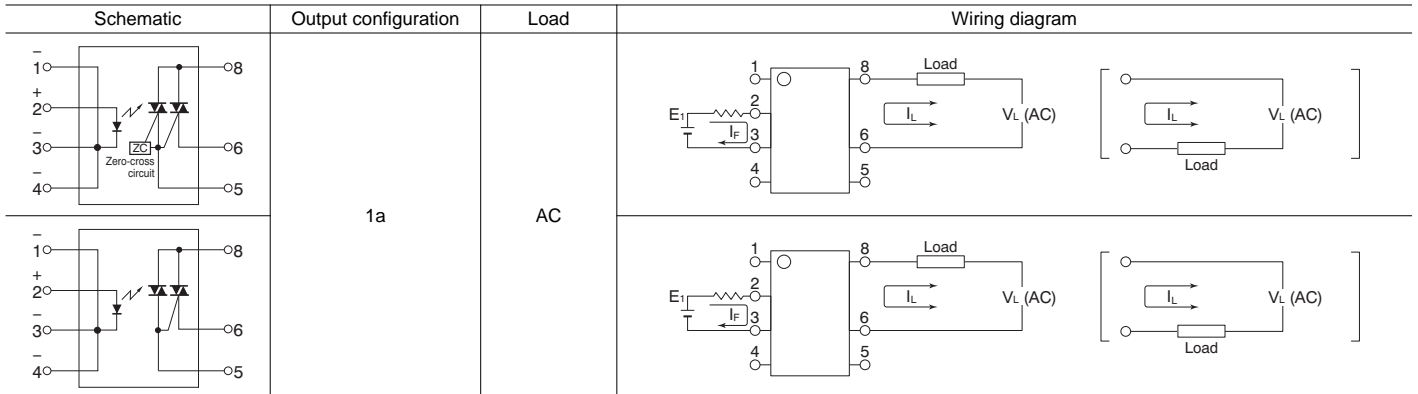 Schematic Output configuration Load Wiring diagram
–
1 8
+
2
–
3 ZC 6
Zero-cross
circuit
–
4 5
1a
AC
1 8 Load
2
E1 IF IL VL (AC)
3 6
4 5
IL VL (AC)
Load
–
1 8
+
2
–
3 6
–
4 5
1 8 Load
2
E1 IF IL VL (AC)
3 6
4 5
IL VL (AC)
Load